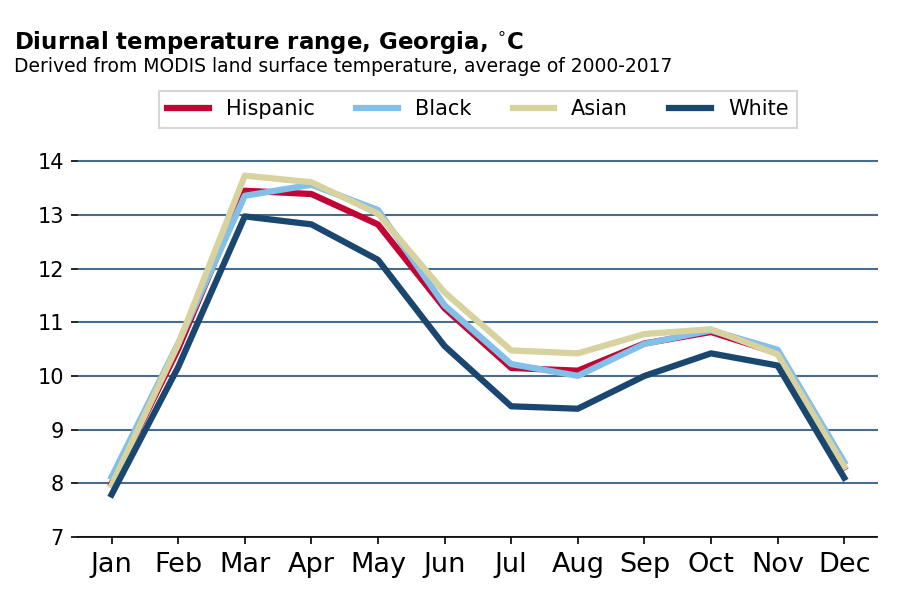 Diurnal temperature range, Georgia, °C
Derived from MODIS land surface temperature, average of 2000-2017
Hispanic Black Asian White
14
13
12
11
10
9
8
7
Jan Feb Mar Apr May Jun Jul Aug Sep Oct Nov Dec